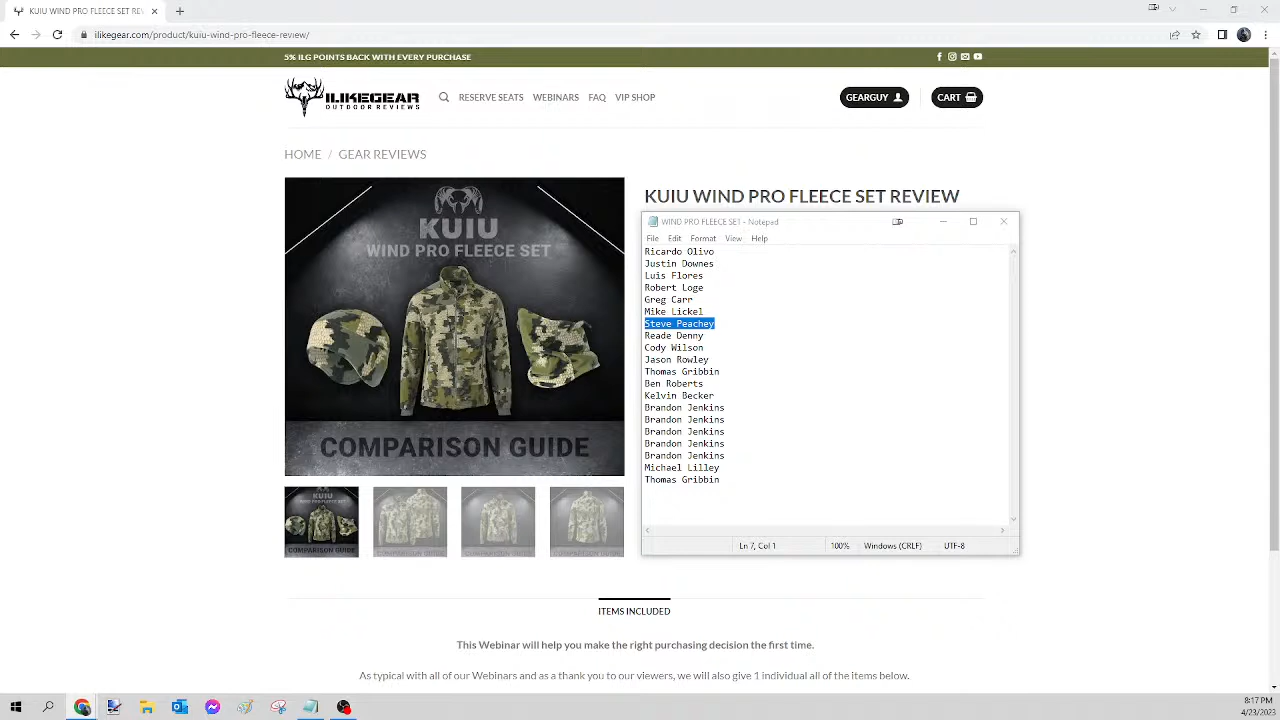 KUIU WIND PRO FLEECE SET REV
ilikegear.com/product/kuiu-wind-pro-fleece-review/
5% ILG POINTS BACK WITH EVERY PURCHASE
ILIKEGEAR
OUTDOOR REVIEWS
RESERVE SEATS
WEBINARS
FAQ
VIP SHOP
GEARGUY
CART
HOME / GEAR REVIEWS
KUIU WIND PRO FLEECE SET REVIEW
KUIU
WIND PRO FLEECE SET
COMPARISON GUIDE
WIND PRO FLEECE SET - Notepad
File Edit Format View Help
Ricardo Olivo
Justin Downes
Luis Flores
Robert Loge
Greg Carr
Mike Lickel
Steve Peachey
Reade Denny
Cody Wilson
Jason Rowley
Thomas Gribbin
Ben Roberts
Kelvin Becker
Brandon Jenkins
Brandon Jenkins
Brandon Jenkins
Brandon Jenkins
Brandon Jenkins
Michael Lilley
Thomas Gribbin
Ln 7, Col 1
100%
Windows (CRLF)
UTF-8
KUIU
COMPARISON GUIDE
ITEMS INCLUDED
This Webinar will help you make the right purchasing decision the first time.
As typical with all of our Webinars and as a thank you to our viewers, we will also give 1 individual all of the items below.
8:17 PM
4/23/2023